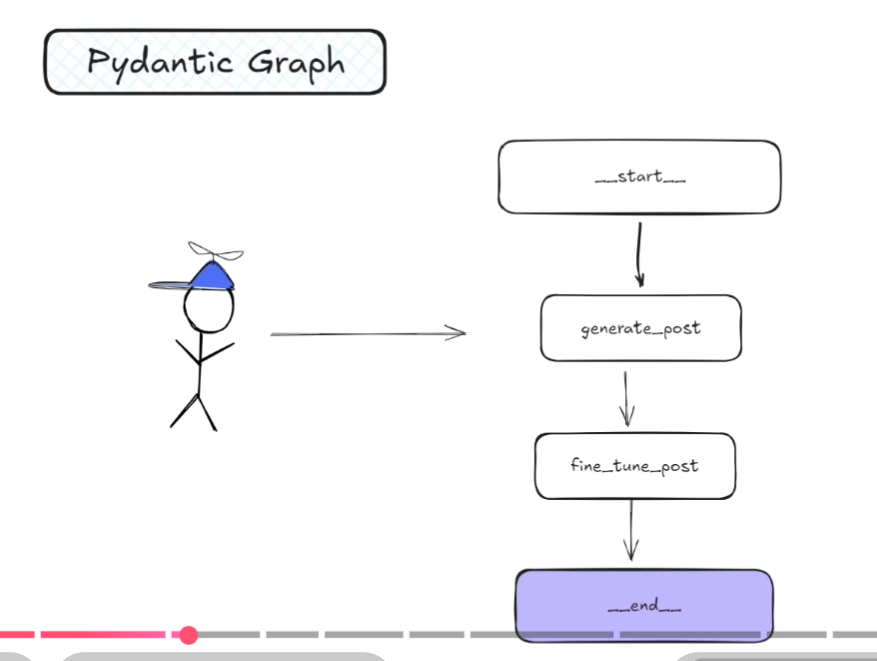 Pydantic Graph
__start__
generate_post
fine_tune_post
__end__